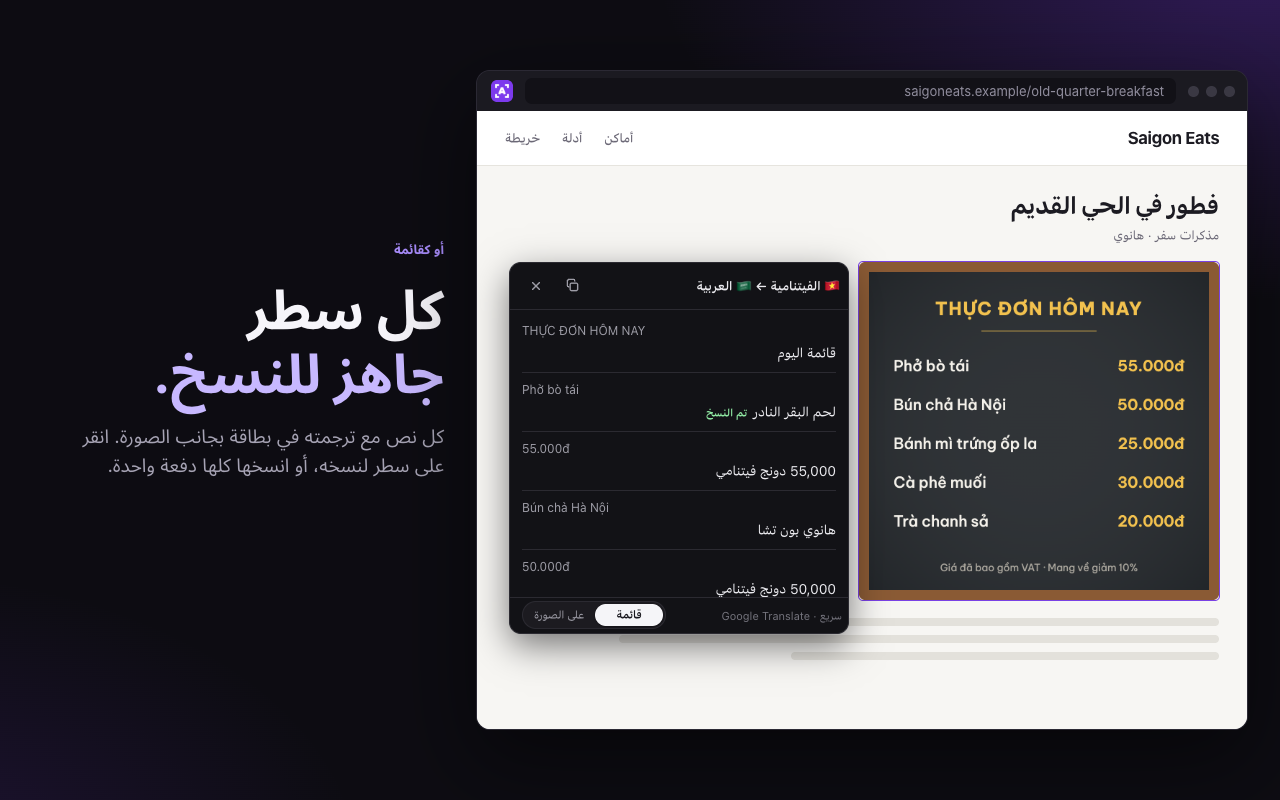 أو كقائمة
كل سطر
جاهز للنسخ.
كل نص مع ترجمته في بطاقة بجانب الصورة. انقر
على سطر لنسخه، أو انسخها كلها دفعة واحدة.
saigoneats.example/old-quarter-breakfast
Saigon Eats
أماكن
أدلة
خريطة
فطور في الحي القديم
مذكرات سفر · هانوي
THỰC ĐƠN HÔM NAY
Phở bò tái 55.000đ
Bún chả Hà Nội 50.000đ
Bánh mì trứng ốp la 25.000đ
Cà phê muối 30.000đ
Trà chanh sả 20.000đ
Giá đã bao gồm VAT · Mang về giảm 10%
الفيتنامية ← العربية
THỰC ĐƠN HÔM NAY
قائمة اليوم
Phở bò tái
لحم البقر النادر تم النسخ
55.000đ
55,000 دونج فيتنامي
Bún chả Hà Nội
هانوي بون تشا
50.000đ
50,000 دونج فيتنامي
سريع · Google Translate
قائمة
على الصورة